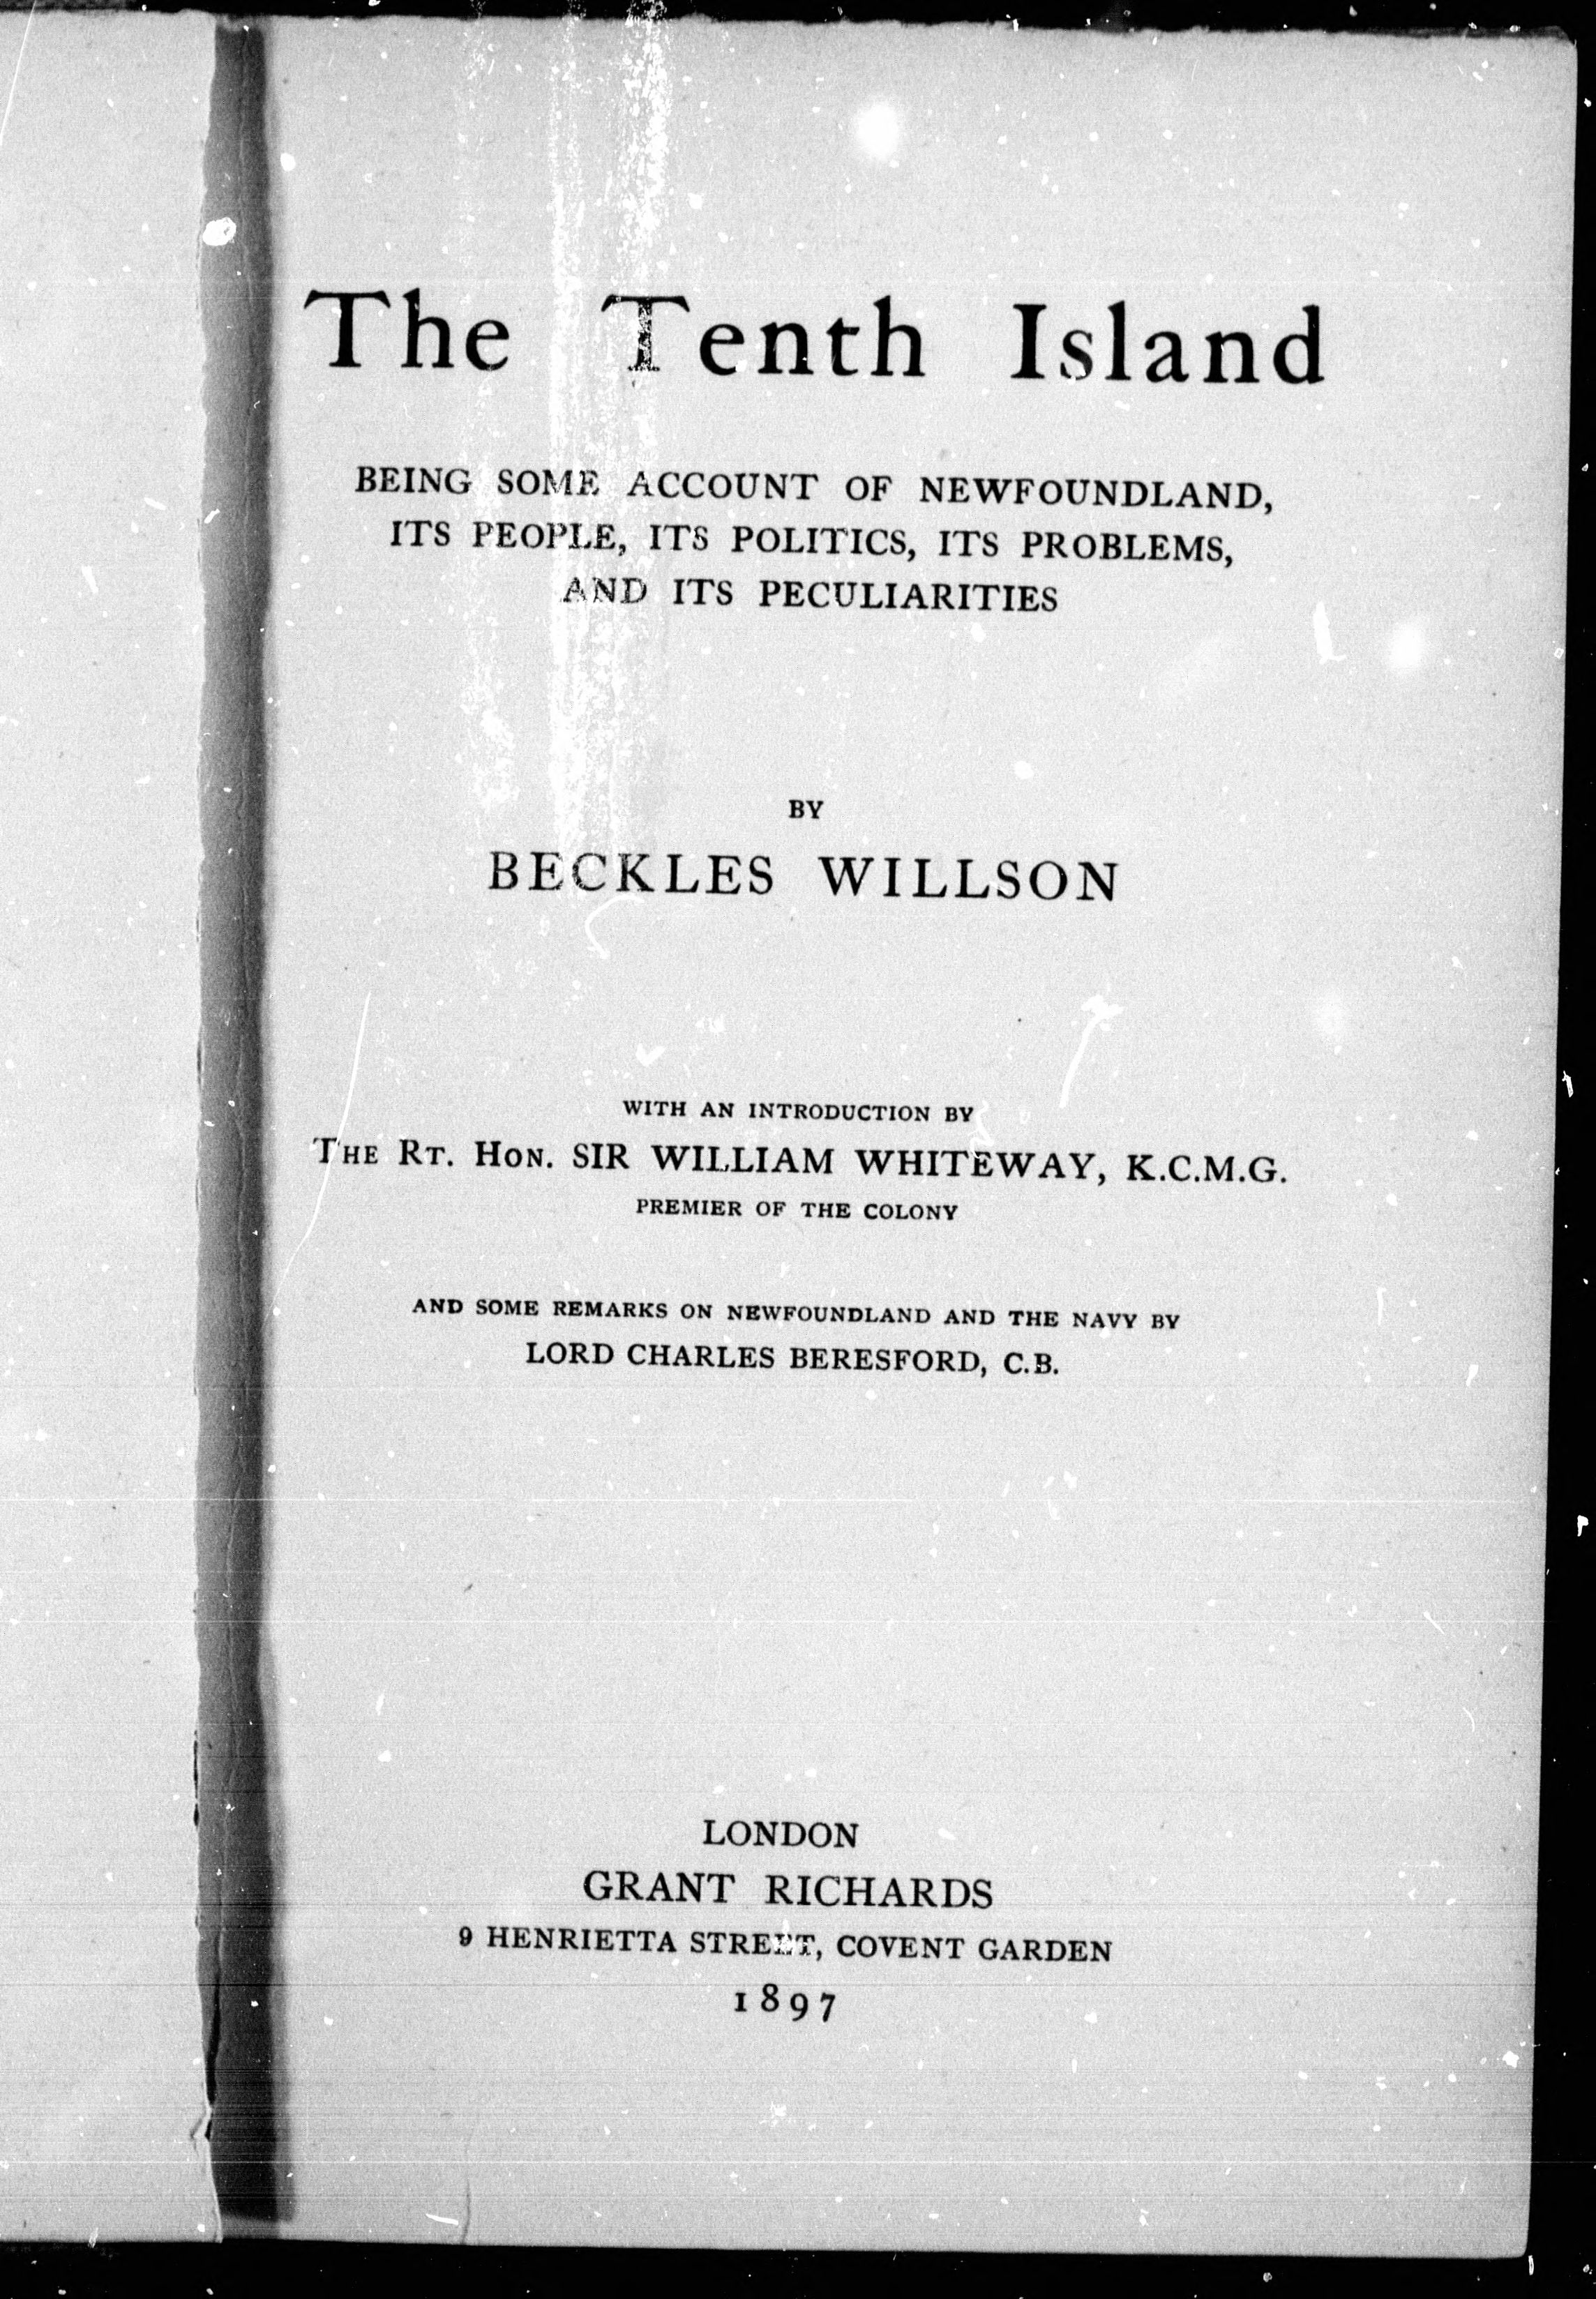 The Tenth Island
BEING SOME ACCOUNT OF NEWFOUNDLAND,
ITS PEOPLE, ITS POLITICS, ITS PROBLEMS,
AND ITS PECULIARITIES
BY
BECKLES WILLSON
WITH AN INTRODUCTION BY
THE RT. HON. SIR WILLIAM WHITEWAY, K.C.M.G.
PREMIER OF THE COLONY
AND SOME REMARKS ON NEWFOUNDLAND AND THE NAVY BY
LORD CHARLES BERESFORD, C.B.
LONDON
GRANT RICHARDS
9 HENRIETTA STREET, COVENT GARDEN
1897